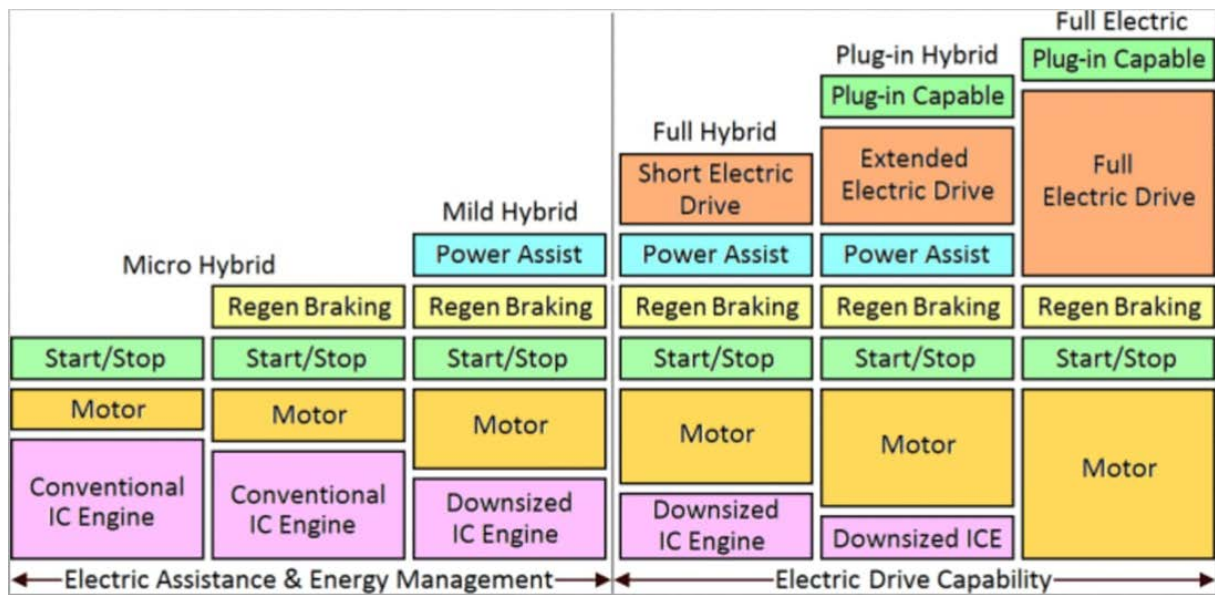 Full Electric
Plug-in Capable
Full
Electric Drive
Regen Braking
Start/Stop
Motor
Plug-in Hybrid
Plug-in Capable
Extended
Electric Drive
Power Assist
Regen Braking
Start/Stop
Motor
Downsized ICE
Full Hybrid
Short Electric
Drive
Power Assist
Regen Braking
Start/Stop
Motor
Downsized
IC Engine
Mild Hybrid
Power Assist
Regen Braking
Start/Stop
Motor
Downsized
IC Engine
Micro Hybrid
Regen Braking
Start/Stop
Motor
Conventional
IC Engine
Start/Stop
Motor
Conventional
IC Engine
Electric Assistance & Energy Management
Electric Drive Capability